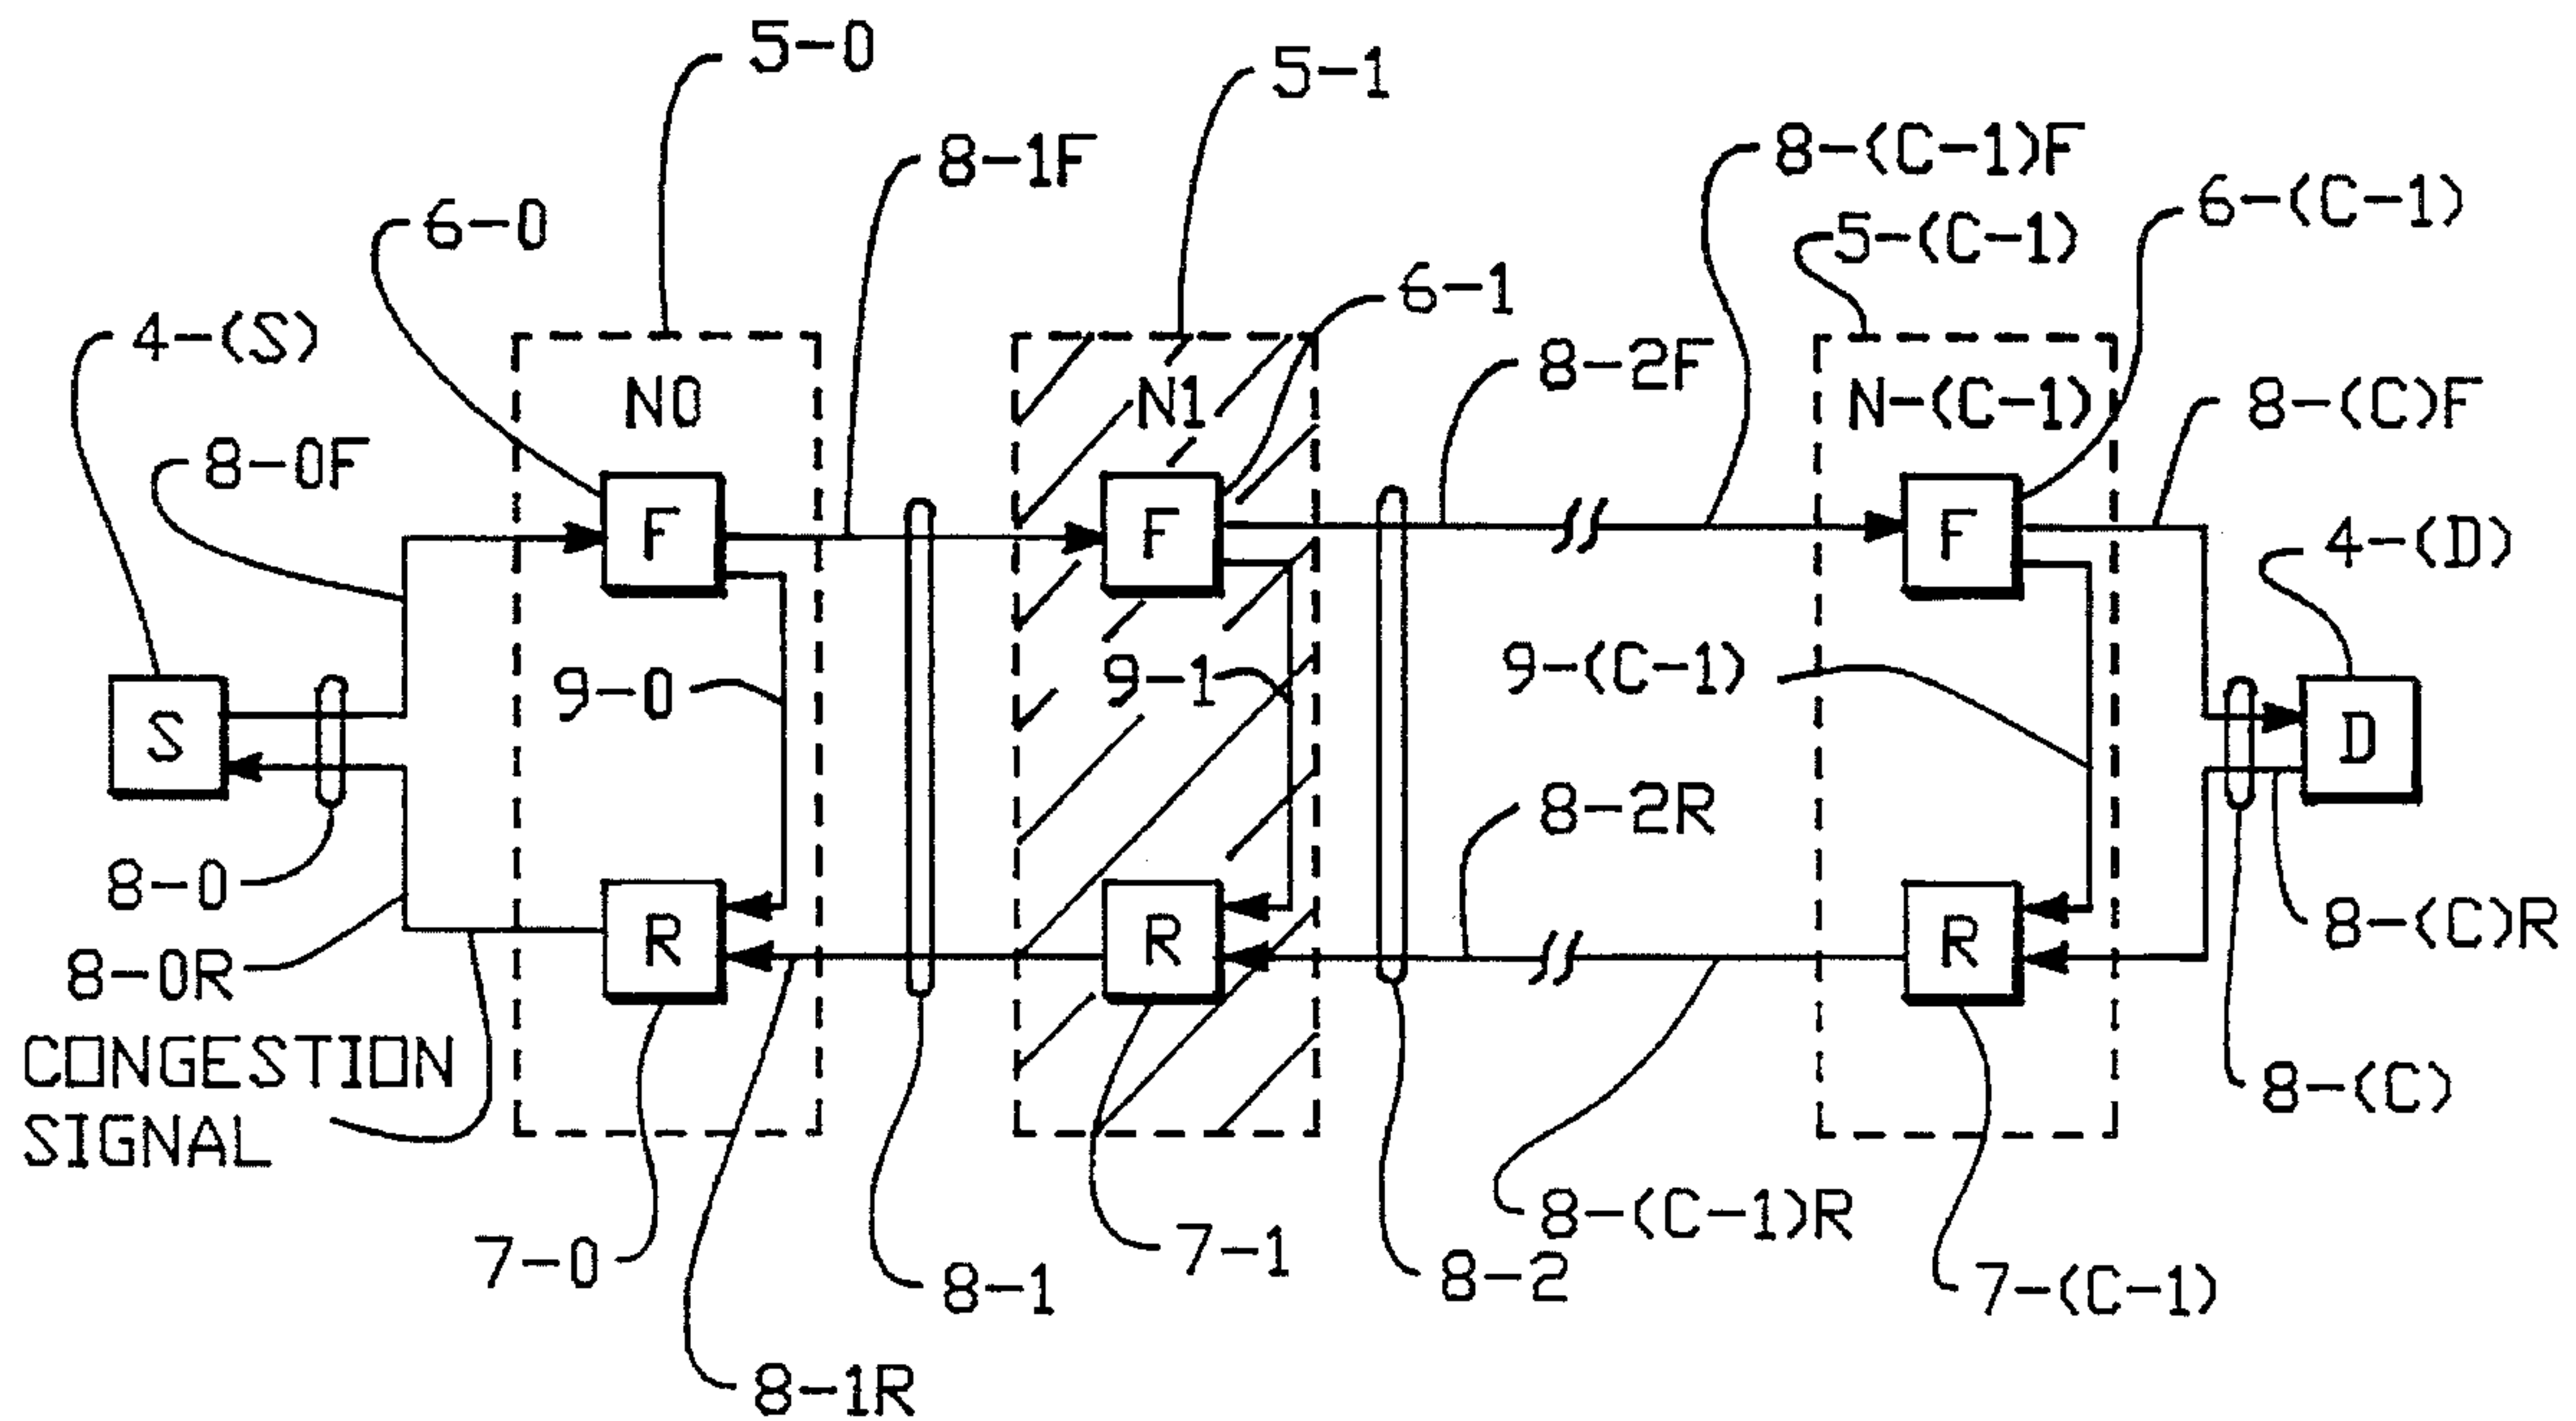 5-0
5-1
8-1F
8-(C-1)F
6-0
5-(C-1)
6-(C-1)
6-1
4-(S)
8-2F
N0
N1
N-(C-1)
8-(C)F
8-0F
F
F
F
4-(D)
9-0
9-1
9-(C-1)
S
D
8-2R
8-0
R
R
R
8-(C)R
8-0R
CONGESTION
SIGNAL
8-(C)
8-(C-1)R
7-0
7-1
8-1
8-2
7-(C-1)
8-1R